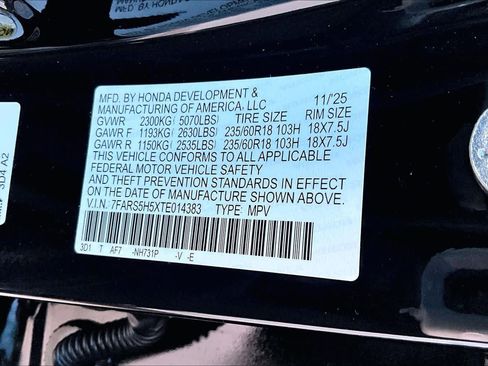 MFD. BY HONDA DEVELOPMENT &
MANUFACTURING OF AMERICA, LLC 11/'25
GVWR 2300KG (5070LBS) TIRE SIZE RIM SIZE
GAWR F 1193KG (2630LBS) 235/60R18 103H 18X7.5J
GAWR R 1150KG (2535LBS) 235/60R18 103H 18X7.5J
THIS VEHICLE CONFORMS TO ALL APPLICABLE
FEDERAL MOTOR VEHICLE SAFETY
AND THEFT PREVENTION STANDARDS IN EFFECT
ON THE DATE OF MANUFACTURE SHOWN ABOVE.
V.I.N: 7FARS5H5XTE014383 TYPE: MPV
3D1 T AF7 -NH731P -V -E
3D4 A2